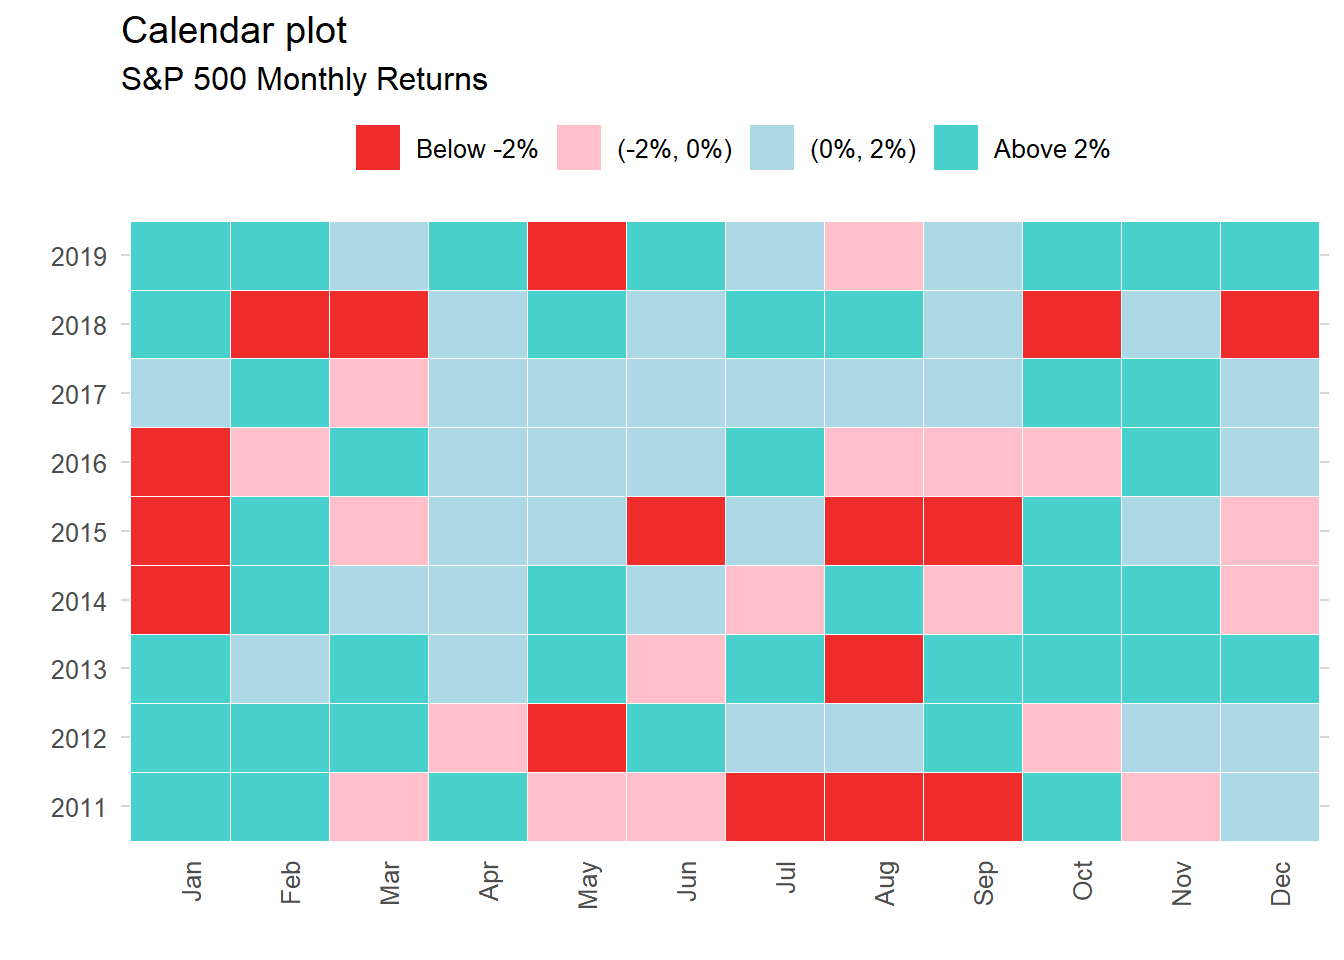 Calendar plot
S&P 500 Monthly Returns
Below -2% (-2%, 0%) (0%, 2%) Above 2%
2019
2018
2017
2016
2015
2014
2013
2012
2011
Jan Feb Mar Apr May Jun Jul Aug Sep Oct Nov Dec